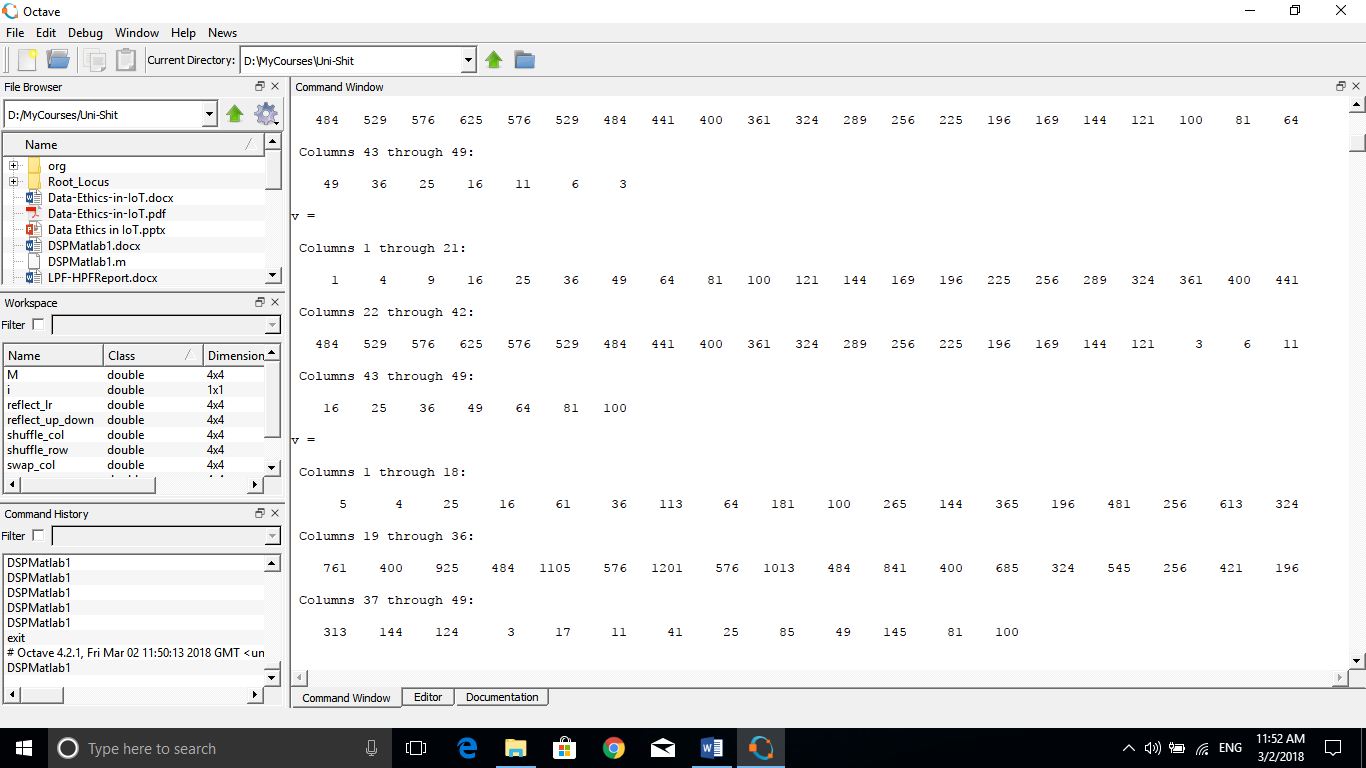 Octave
File Edit Debug Window Help News
Current Directory: D:\MyCourses\Uni-Shit
File Browser
D:/MyCourses/Uni-Shit
Name
org
Root_Locus
Data-Ethics-in-IoT.docx
Data-Ethics-in-IoT.pdf
Data Ethics in IoT.pptx
DSPMatlab1.docx
DSPMatlab1.m
LPF-HPFReport.docx
Workspace
Filter
Name Class Dimension
M double 4x4
i double 1x1
reflect_lr double 4x4
reflect_up_down double 4x4
shuffle_col double 4x4
shuffle_row double 4x4
swap_col double 4x4
Command History
Filter
DSPMatlab1
DSPMatlab1
DSPMatlab1
DSPMatlab1
DSPMatlab1
exit
# Octave 4.2.1, Fri Mar 02 11:50:13 2018 GMT <un
DSPMatlab1
Command Window
484 529 576 625 576 529 484 441 400 361 324 289 256 225 196 169 144 121 100 81 64
Columns 43 through 49:
49 36 25 16 11 6 3
v =
Columns 1 through 21:
1 4 9 16 25 36 49 64 81 100 121 144 169 196 225 256 289 324 361 400 441
Columns 22 through 42:
484 529 576 625 576 529 484 441 400 361 324 289 256 225 196 169 144 121 3 6 11
Columns 43 through 49:
16 25 36 49 64 81 100
v =
Columns 1 through 18:
5 4 25 16 61 36 113 64 181 100 265 144 365 196 481 256 613 324
Columns 19 through 36:
761 400 925 484 1105 576 1201 576 1013 484 841 400 685 324 545 256 421 196
Columns 37 through 49:
313 144 124 3 17 11 41 25 85 49 145 81 100
Command Window Editor Documentation
Type here to search
ENG
11:52 AM
3/2/2018